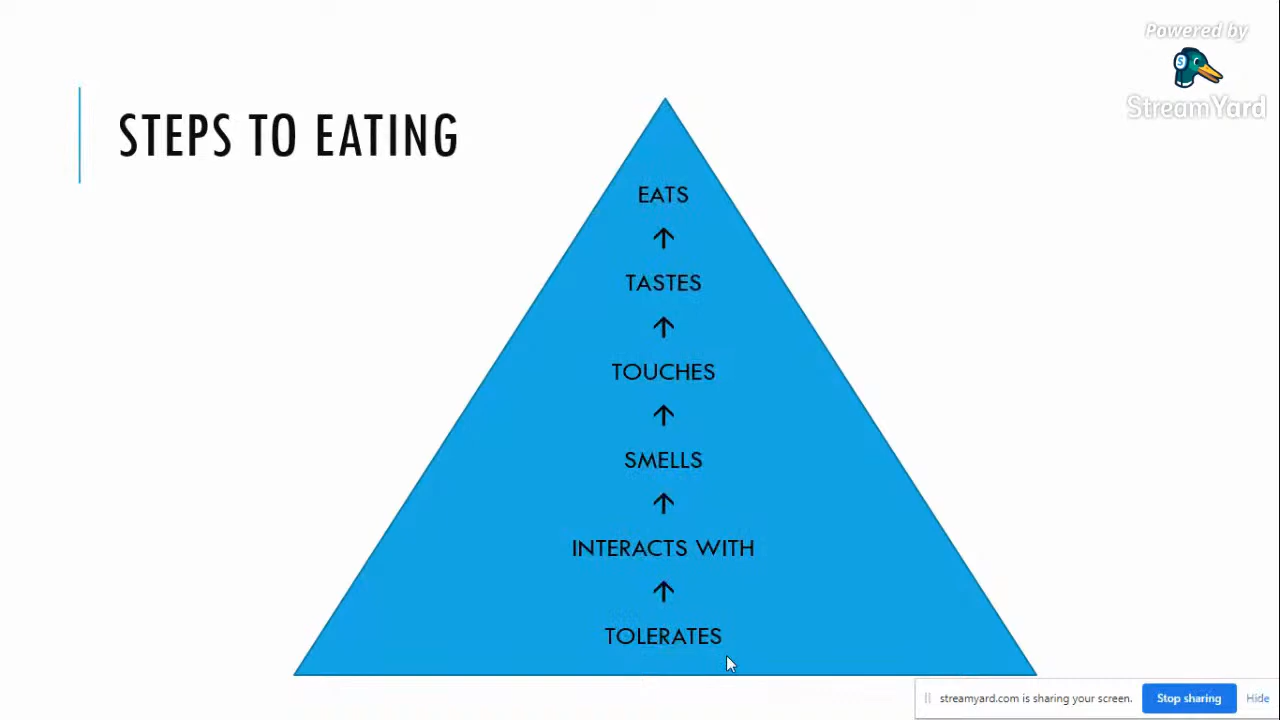 Powered by
StreamYard
STEPS TO EATING
EATS
↑
TASTES
↑
TOUCHES
↑
SMELLS
↑
INTERACTS WITH
↑
TOLERATES
streamyard.com is sharing your screen.
Stop sharing
Hide